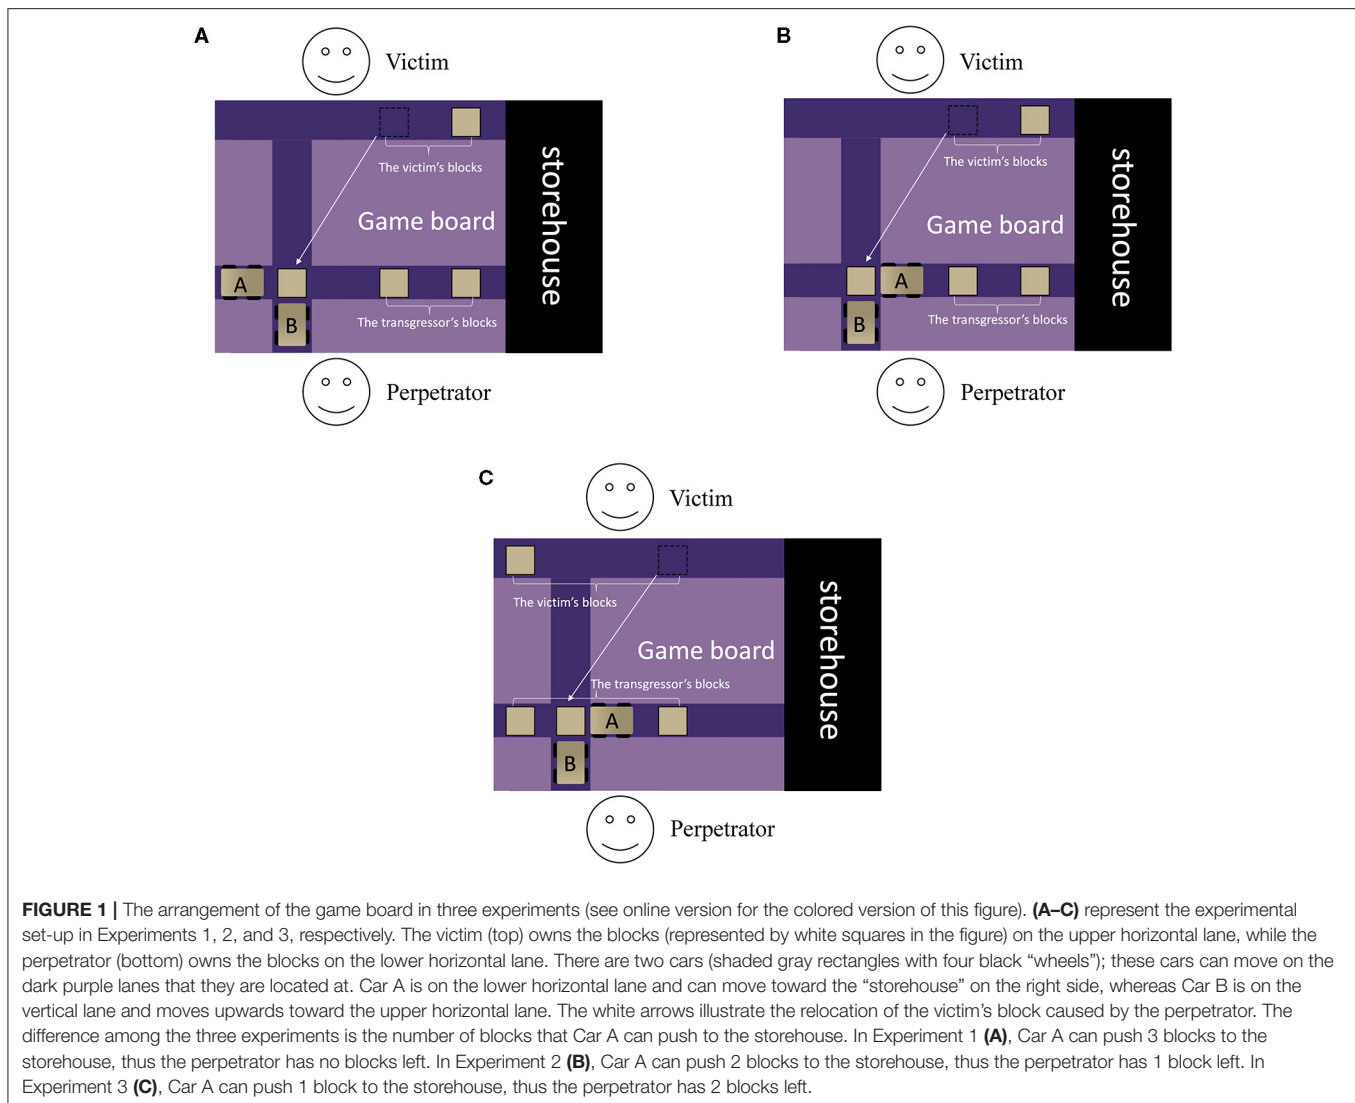 A
Victim
The victim's blocks
Game board
storehouse
A
B
The transgressor's blocks
Perpetrator
B
Victim
The victim's blocks
Game board
storehouse
A
B
The transgressor's blocks
Perpetrator
C
Victim
The victim's blocks
Game board
storehouse
The transgressor's blocks
A
B
Perpetrator
FIGURE 1 | The arrangement of the game board in three experiments (see online version for the colored version of this figure). (A–C) represent the experimental
set-up in Experiments 1, 2, and 3, respectively. The victim (top) owns the blocks (represented by white squares in the figure) on the upper horizontal lane, while the
perpetrator (bottom) owns the blocks on the lower horizontal lane. There are two cars (shaded gray rectangles with four black “wheels”); these cars can move on the
dark purple lanes that they are located at. Car A is on the lower horizontal lane and can move toward the “storehouse” on the right side, whereas Car B is on the
vertical lane and moves upwards toward the upper horizontal lane. The white arrows illustrate the relocation of the victim’s block caused by the perpetrator. The
difference among the three experiments is the number of blocks that Car A can push to the storehouse. In Experiment 1 (A), Car A can push 3 blocks to the
storehouse, thus the perpetrator has no blocks left. In Experiment 2 (B), Car A can push 2 blocks to the storehouse, thus the perpetrator has 1 block left. In
Experiment 3 (C), Car A can push 1 block to the storehouse, thus the perpetrator has 2 blocks left.